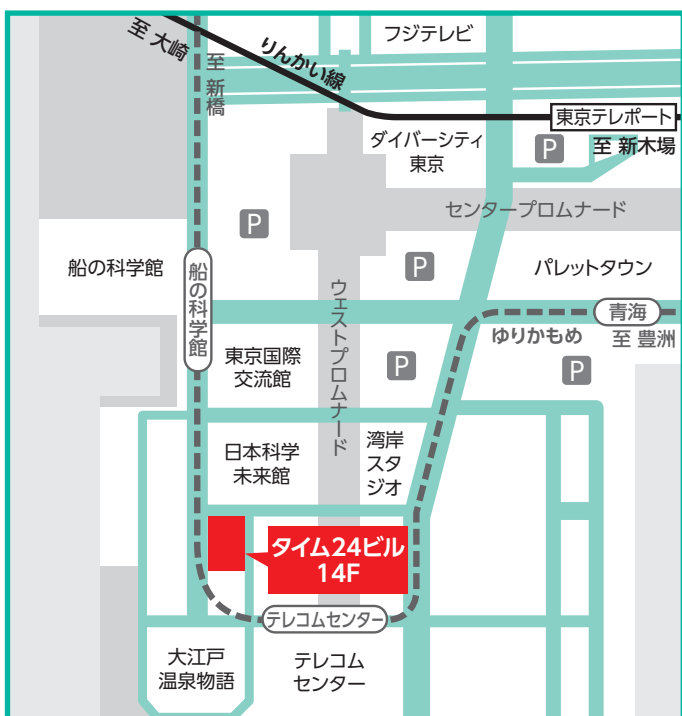 フジテレビ
至 大崎
りんかい線
至 新橋
東京テレポート
至 新木場
ダイバーシティ
東京
P
P
センタープロムナード
船の科学館
船の科学館
P
パレットタウン
ウェストプロムナード
青海
ゆりかもめ
至 豊洲
東京国際
交流館
P
P
日本科学
未来館
湾岸
スタ
ジオ
タイム24ビル
14F
テレコムセンター
大江戸
温泉物語
テレコム
センター